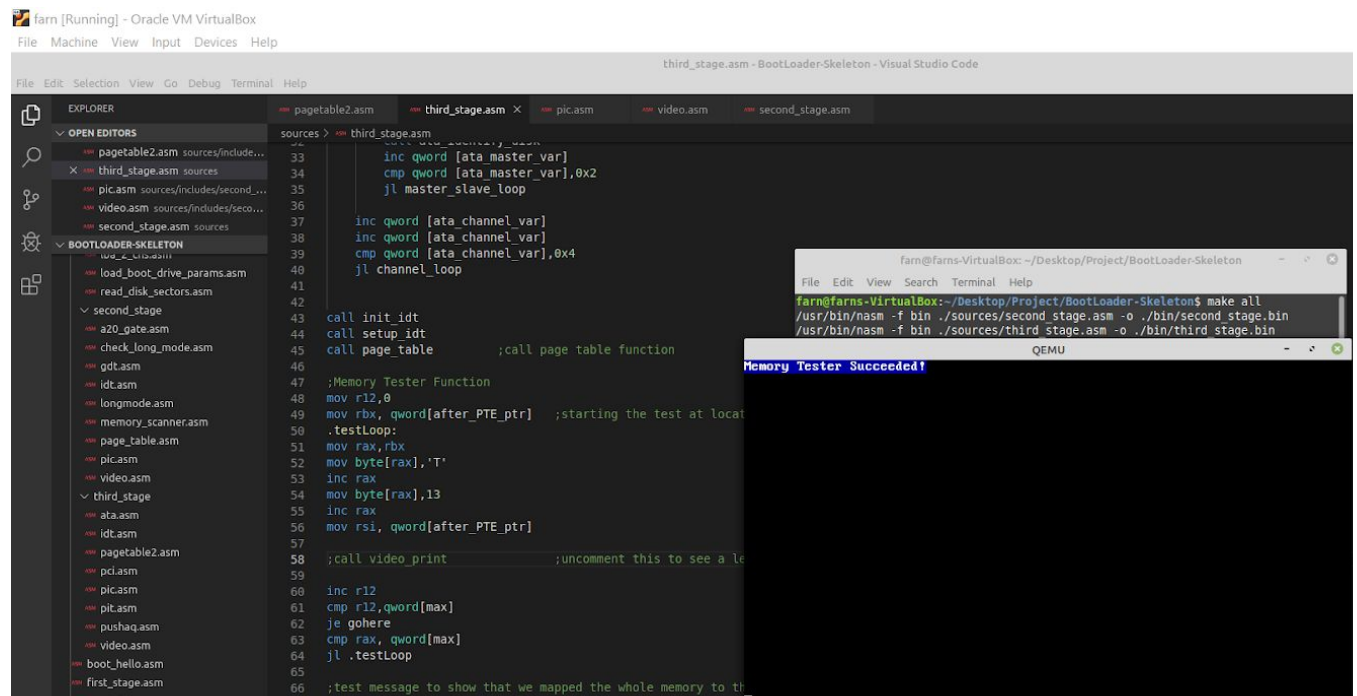 farn [Running] - Oracle VM VirtualBox
File Machine View Input Devices Help
third_stage.asm - BootLoader-Skeleton - Visual Studio Code
File Edit Selection View Go Debug Terminal Help
EXPLORER
OPEN EDITORS
pagetable2.asm sources/include...
third_stage.asm sources
pic.asm sources/includes/second_...
video.asm sources/includes/seco...
second_stage.asm sources
BOOTLOADER-SKELETON
lba_2_chs.asm
load_boot_drive_params.asm
read_disk_sectors.asm
second_stage
a20_gate.asm
check_long_mode.asm
gdt.asm
idt.asm
longmode.asm
memory_scanner.asm
page_table.asm
pic.asm
video.asm
third_stage
ata.asm
idt.asm
pagetable2.asm
pci.asm
pic.asm
pit.asm
pushaq.asm
video.asm
boot_hello.asm
first_stage.asm
pagetable2.asm third_stage.asm pic.asm video.asm second_stage.asm
sources > third_stage.asm
32 call ata_identify_disk
33 inc qword [ata_master_var]
34 cmp qword [ata_master_var],0x2
35 jl master_slave_loop
36
37 inc qword [ata_channel_var]
38 inc qword [ata_channel_var]
39 cmp qword [ata_channel_var],0x4
40 jl channel_loop
41
42
43 call init_idt
44 call setup_idt
45 call page_table ;call page table function
46
47 ;Memory Tester Function
48 mov r12,0
49 mov rbx, qword[after_PTE_ptr] ;starting the test at locat
50 .testLoop:
51 mov rax,rbx
52 mov byte[rax],'T'
53 inc rax
54 mov byte[rax],13
55 inc rax
56 mov rsi, qword[after_PTE_ptr]
57
58 ;call video_print ;uncomment this to see a le
59
60 inc r12
61 cmp r12,qword[max]
62 je gohere
63 cmp rax, qword[max]
64 jl .testLoop
65
66 ;test message to show that we mapped the whole memory to th
farn@farns-VirtualBox: ~/Desktop/Project/BootLoader-Skeleton
File Edit View Search Terminal Help
farn@farns-VirtualBox:~/Desktop/Project/BootLoader-Skeleton$ make all
/usr/bin/nasm -f bin ./sources/second_stage.asm -o ./bin/second_stage.bin
/usr/bin/nasm -f bin ./sources/third_stage.asm -o ./bin/third_stage.bin
QEMU
Memory Tester Succeeded!